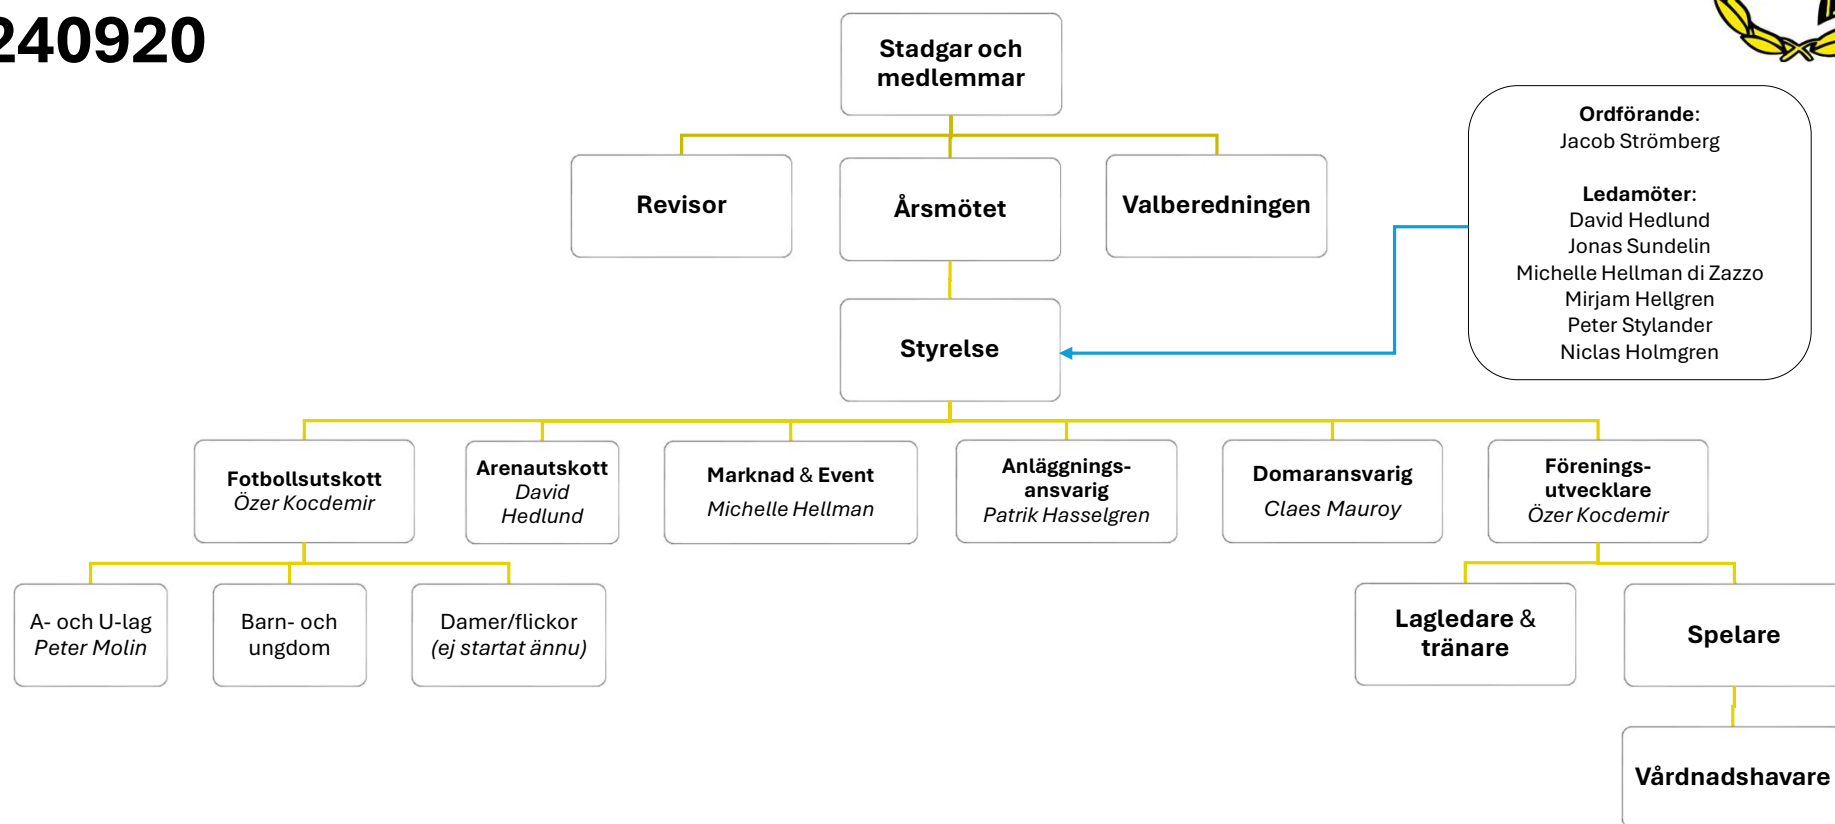 240920
Stadgar och
medlemmar
Revisor
Årsmötet
Valberedningen
Ordförande:
Jacob Strömberg
Ledamöter:
David Hedlund
Jonas Sundelin
Michelle Hellman di Zazzo
Mirjam Hellgren
Peter Stylander
Niclas Holmgren
Styrelse
Fotbollsutskott
Özer Kocdemir
Arenautskott
David
Hedlund
Marknad & Event
Michelle Hellman
Anläggnings-
ansvarig
Patrik Hasselgren
Domaransvarig
Claes Mauroy
Förenings-
utvecklare
Özer Kocdemir
A- och U-lag
Peter Molin
Barn- och
ungdom
Damer/flickor
(ej startat ännu)
Lagledare &
tränare
Spelare
Vårdnadshavare